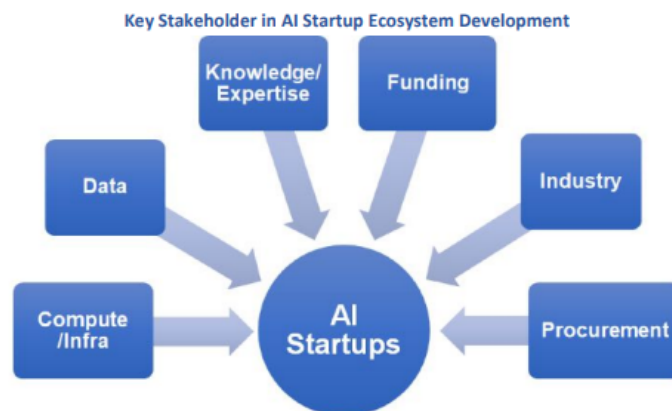 Key Stakeholder in AI Startup Ecosystem Development
Knowledge/
Expertise
Funding
Data
Industry
Compute
/Infra
AI
Startups
Procurement